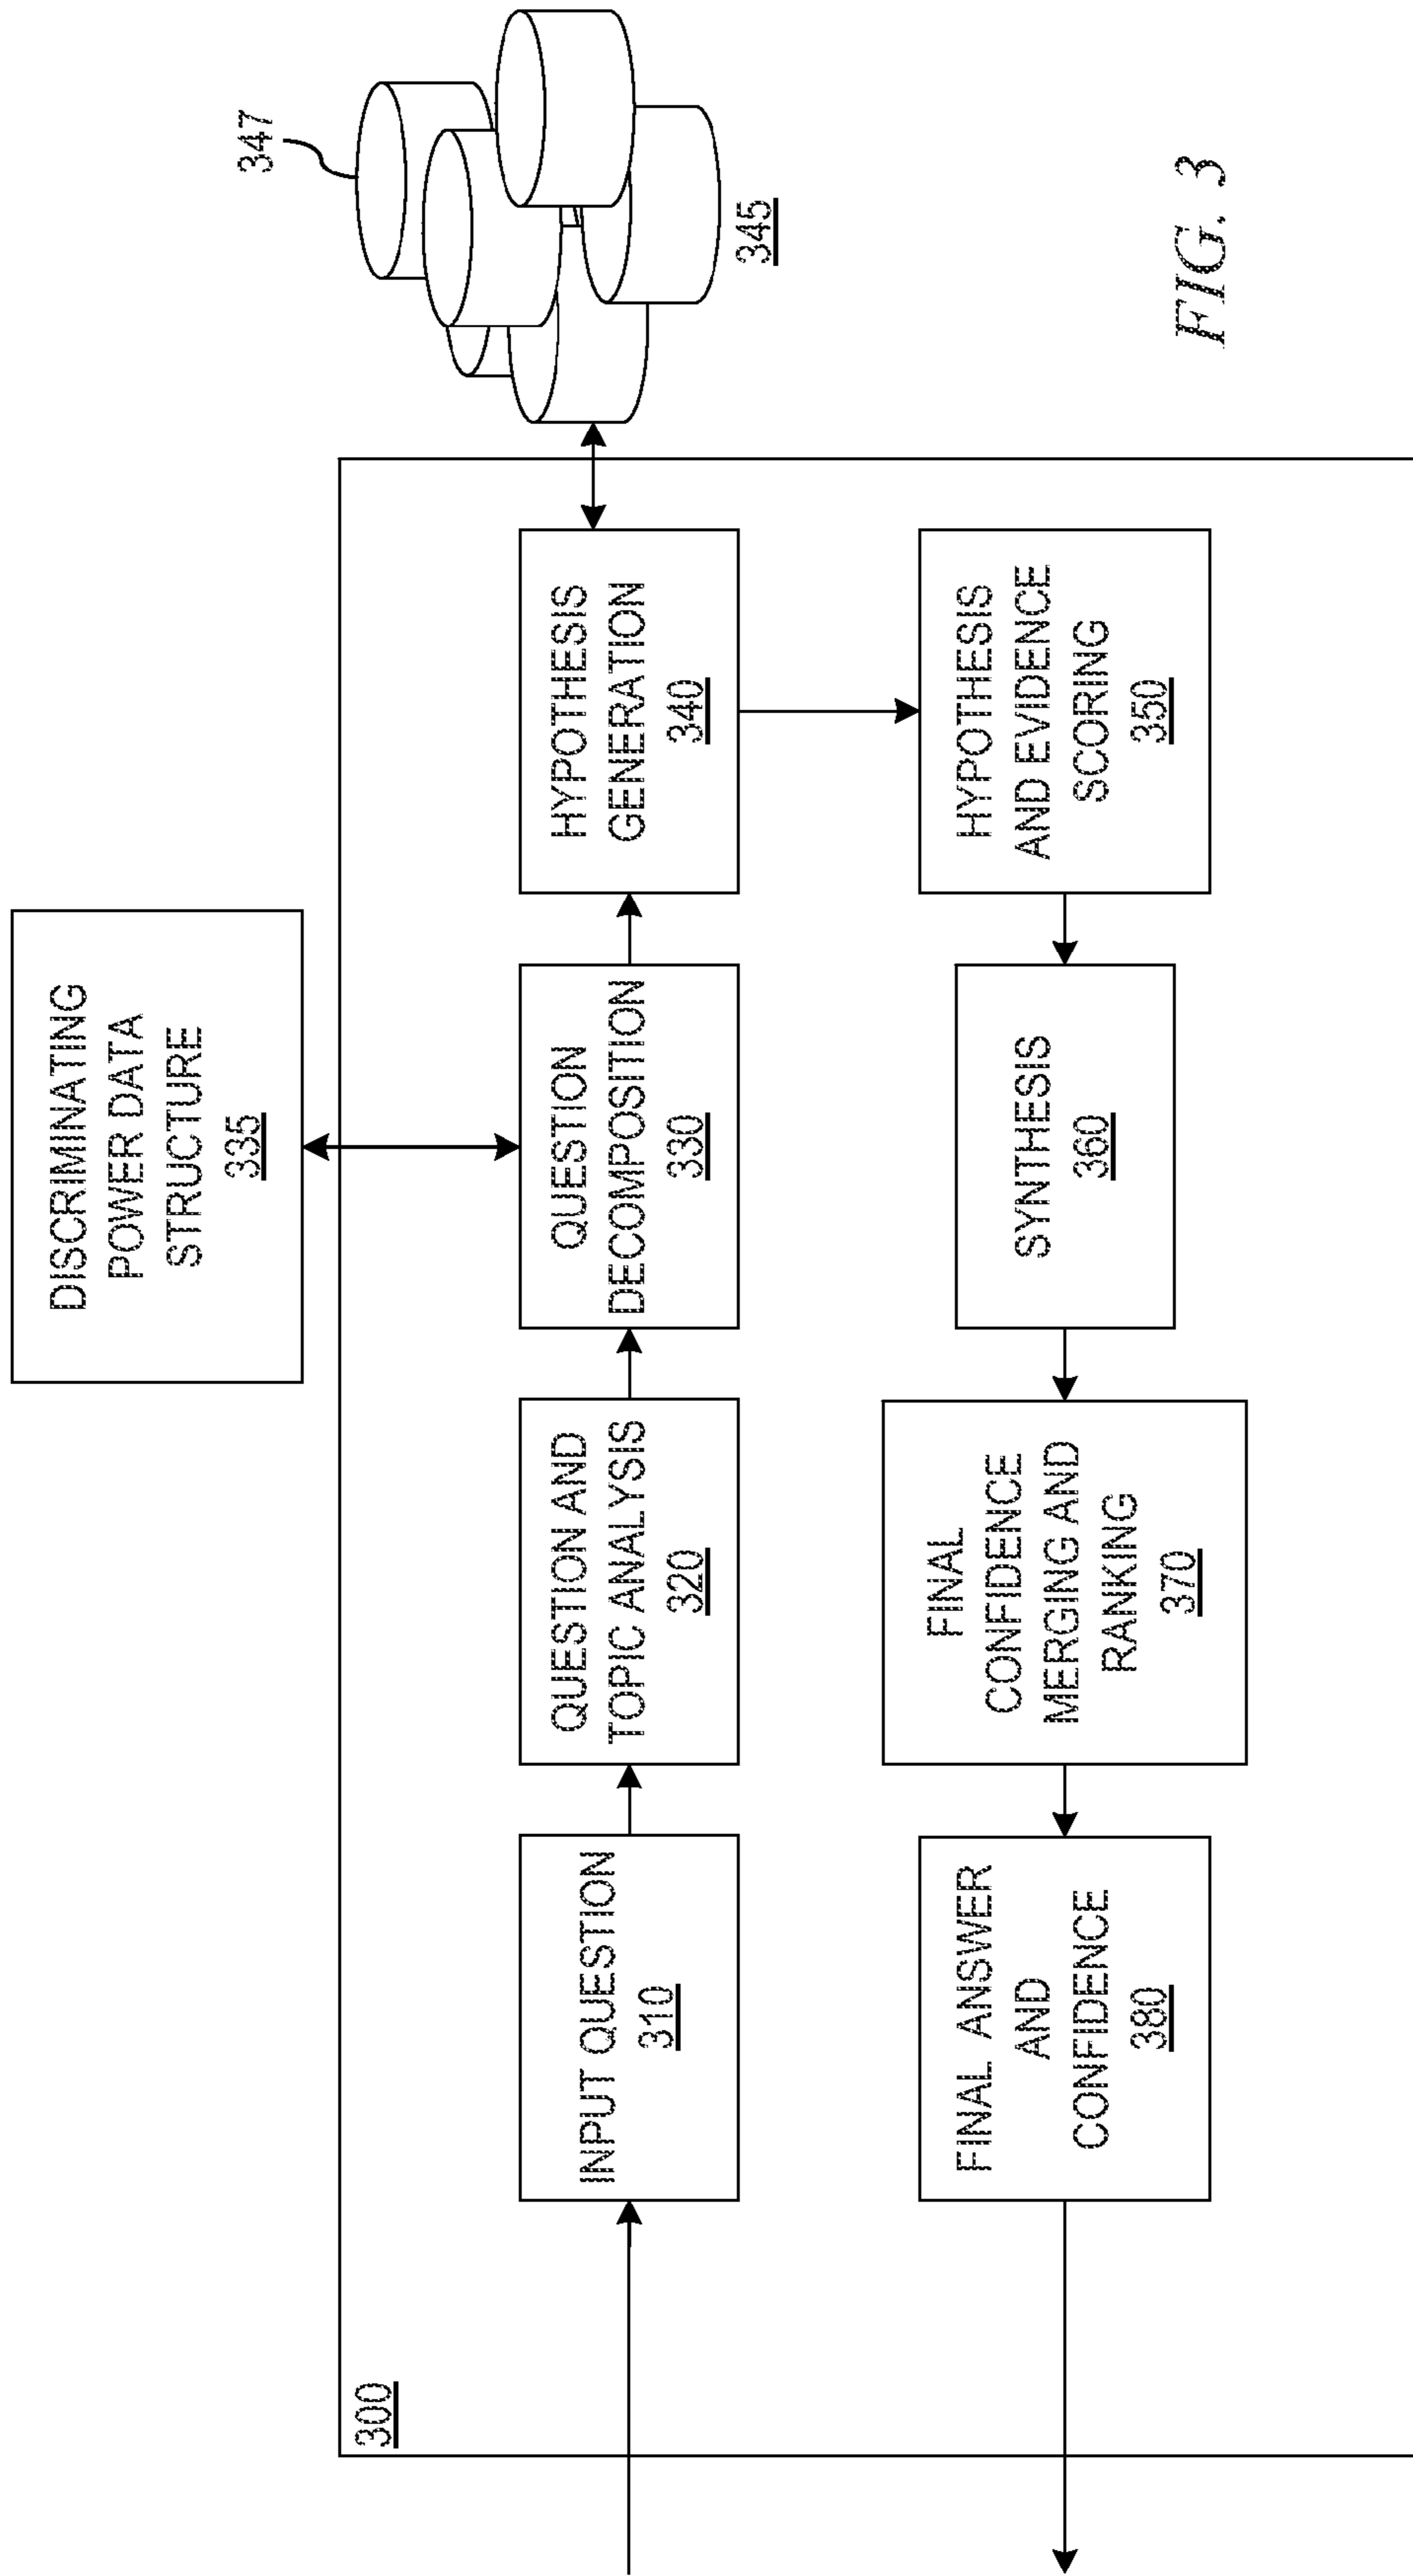 DISCRIMINATING
POWER DATA
STRUCTURE
335
347
300
INPUT QUESTION
310
QUESTION AND
TOPIC ANALYSIS
320
QUESTION
DECOMPOSITION
330
HYPOTHESIS
GENERATION
340
345
FINAL ANSWER
AND
CONFIDENCE
380
FINAL
CONFIDENCE
MERGING AND
RANKING
370
SYNTHESIS
360
HYPOTHESIS
AND EVIDENCE
SCORING
350
FIG. 3